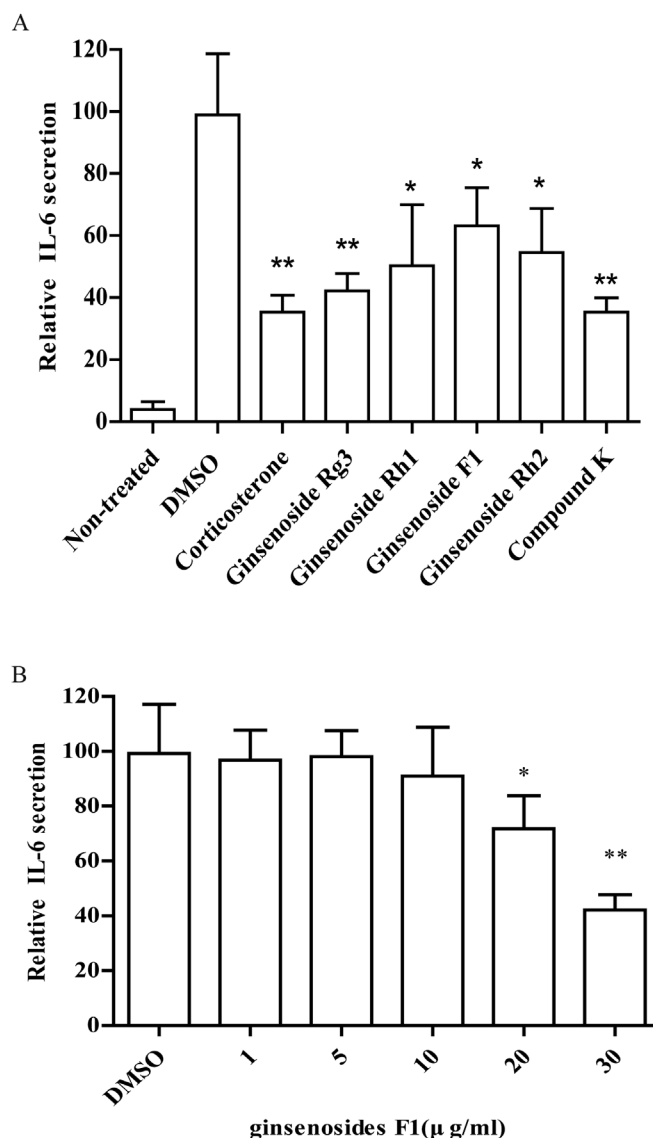 A
Relative IL-6 secretion
120
100
80
60
40
20
0
**
**
*
*
*
**
Non-treated
DMSO
Corticosterone
Ginsenoside Rg3
Ginsenoside Rh1
Ginsenoside F1
Ginsenoside Rh2
Compound K
B
Relative IL-6 secretion
120
100
80
60
40
20
0
*
**
DMSO
1
5
10
20
30
ginsenosides F1(μ g/ml)